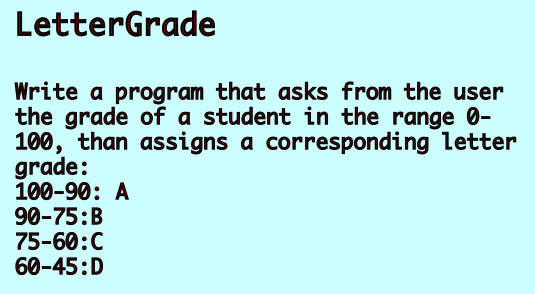 LetterGrade
Write a program that asks from the user
the grade of a student in the range 0-
100, than assigns a corresponding letter
grade:
100-90: A
90-75:B
75-60:C
60-45:D